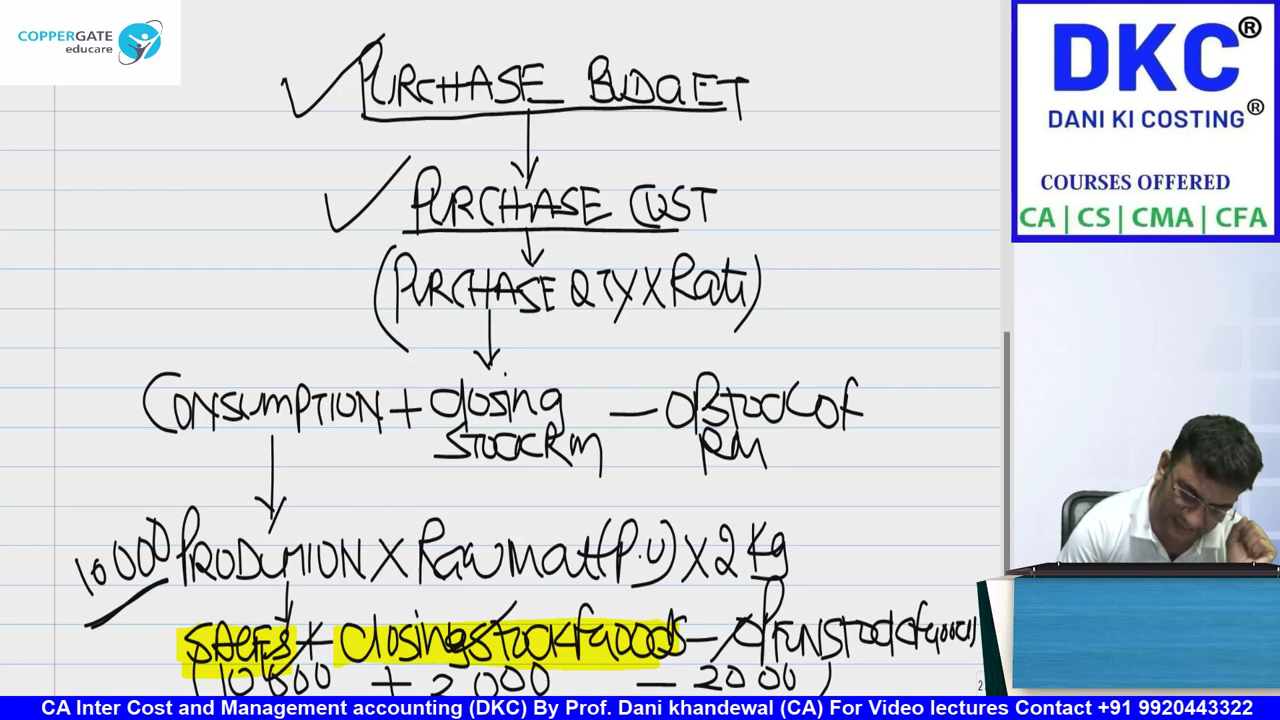 COPPERGATE
educare
PURCHASE BUDGET
PURCHASE COST
(PURCHASE QTY X Rate)
CONSUMPTION + closing — OP Stock Of
STOCK RM RM
10000 PRODUCTION X Raw Mat (P.U) X 2 Kg
SALES + Closing stock f goods — Open Stock f goods)
(10000 + 2000 — 2000)
DKC®
DANI KI COSTING®
COURSES OFFERED
CA | CS | CMA | CFA
2
CA Inter Cost and Management accounting (DKC) By Prof. Dani khandewal (CA) For Video lectures Contact +91 9920443322